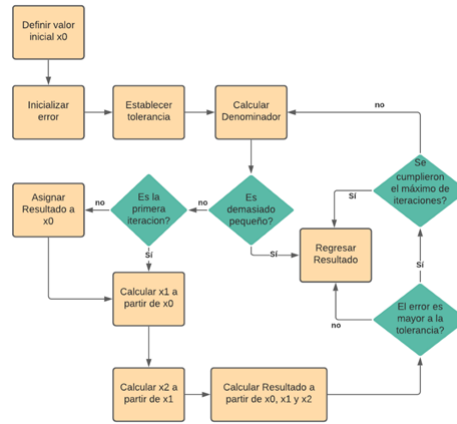 Definir valor
inicial x0
Inicializar
error
Establecer
tolerancia
Calcular
Denominador
no
Se
cumplieron
el máximo de
iteraciones?
Sí
Asignar
Resultado a
x0
no
Es la
primera
iteracion?
no
Es
demasiado
pequeño?
Sí
Regresar
Resultado
Sí
Sí
Calcular x1 a
partir de x0
no
El error es
mayor a la
tolerancia?
Calcular x2 a
partir de x1
Calcular Resultado a
partir de x0, x1 y x2